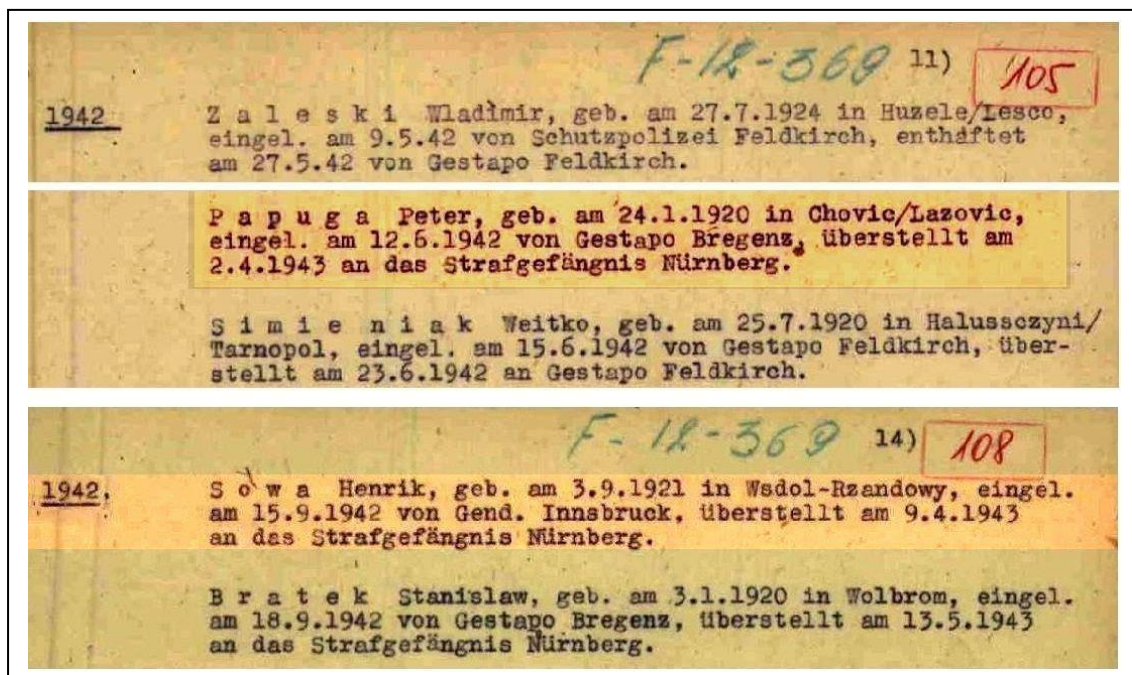 F-12-369 11) 105
1942 Zaleski Wladimir, geb. am 27.7.1924 in Huzele/Lesco,
eingel. am 9.5.42 von Schutzpolizei Feldkirch, enthaftet
am 27.5.42 von Gestapo Feldkirch.
Papuga Peter, geb. am 24.1.1920 in Chovic/Lazovic,
eingel. am 12.6.1942 von Gestapo Bregenz, überstellt am
2.4.1943 an das Strafgefängnis Nürnberg.
Simieniak Weitko, geb. am 25.7.1920 in Halussczyni/
Tarnopol, eingel. am 15.6.1942 von Gestapo Feldkirch, über-
stellt am 23.6.1942 an Gestapo Feldkirch.
F-12-369 14) 108
1942. Sowa Henrik, geb. am 3.9.1921 in Wsdol-Rzandowy, eingel.
am 15.9.1942 von Gend. Innsbruck, überstellt am 9.4.1943
an das Strafgefängnis Nürnberg.
Bratek Stanislaw, geb. am 3.1.1920 in Wolbrom, eingel.
am 18.9.1942 von Gestapo Bregenz, überstellt am 13.5.1943
an das Strafgefängnis Nürnberg.